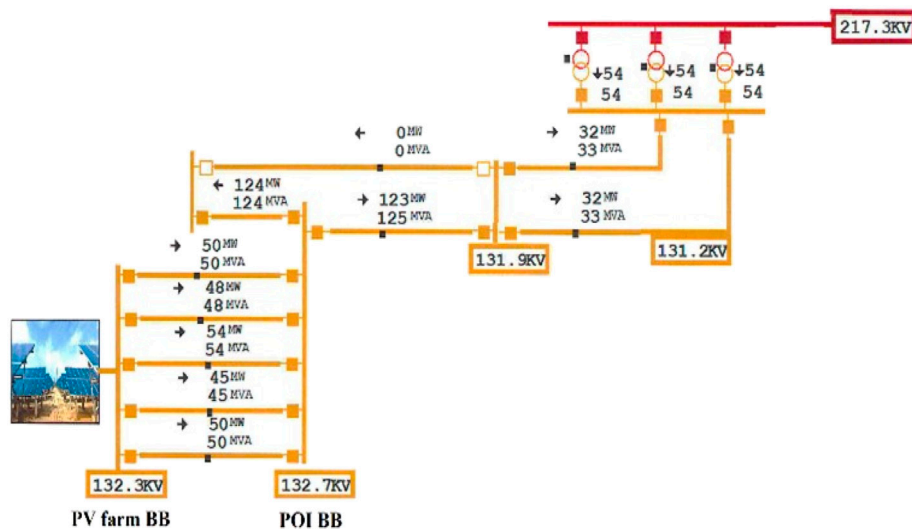 217.3KV
↓54
54
↓54
54
↓54
54
← 0MW
0MVA
→ 32MW
33MVA
← 124MW
124MVA
→ 123MW
125MVA
→ 32MW
33MVA
131.9KV
131.2KV
→ 50MW
50MVA
→ 48MW
48MVA
→ 54MW
54MVA
→ 45MW
45MVA
→ 50MW
50MVA
132.3KV
132.7KV
PV farm BB
POI BB